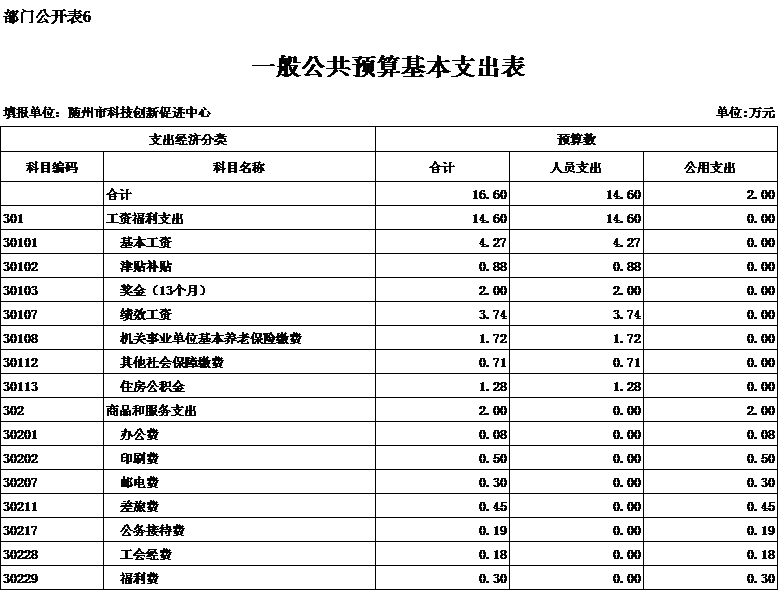 部门公开表6
一般公共预算基本支出表
填报单位: 随州市科技创新促进中心 单位:万元
支出经济分类 预算数
科目编码 科目名称 合计 人员支出 公用支出
合计 16.60 14.60 2.00
301 工资福利支出 14.60 14.60 0.00
30101 基本工资 4.27 4.27 0.00
30102 津贴补贴 0.88 0.88 0.00
30103 奖金（13个月） 2.00 2.00 0.00
30107 绩效工资 3.74 3.74 0.00
30108 机关事业单位基本养老保险缴费 1.72 1.72 0.00
30112 其他社会保障缴费 0.71 0.71 0.00
30113 住房公积金 1.28 1.28 0.00
302 商品和服务支出 2.00 0.00 2.00
30201 办公费 0.08 0.00 0.08
30202 印刷费 0.50 0.00 0.50
30207 邮电费 0.30 0.00 0.30
30211 差旅费 0.45 0.00 0.45
30217 公务接待费 0.19 0.00 0.19
30228 工会经费 0.18 0.00 0.18
30229 福利费 0.30 0.00 0.30